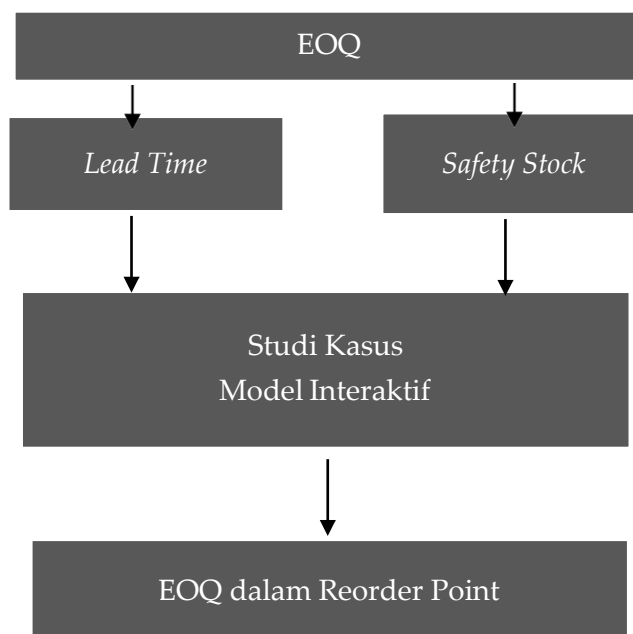 EOQ
Lead Time
Safety Stock
Studi Kasus
Model Interaktif
EOQ dalam Reorder Point